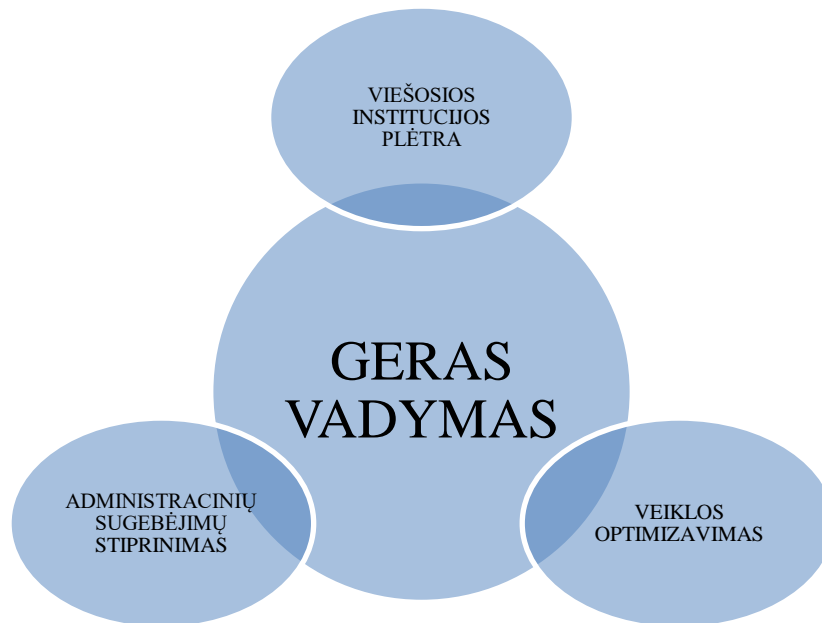 VIEŠOSIOS
INSTITUCIJOS
PLĖTRA
GERAS
VADYMAS
ADMINISTRACINIŲ
SUGEBĖJIMŲ
STIPRINIMAS
VEIKLOS
OPTIMIZAVIMAS